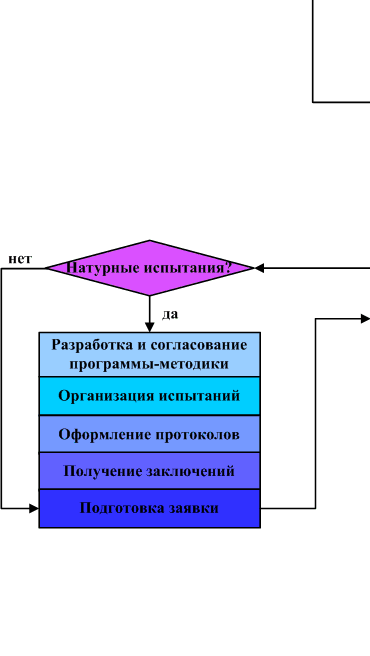 нет
Натурные испытания?
да
Разработка и согласование
программы-методики
Организация испытаний
Оформление протоколов
Получение заключений
Подготовка заявки